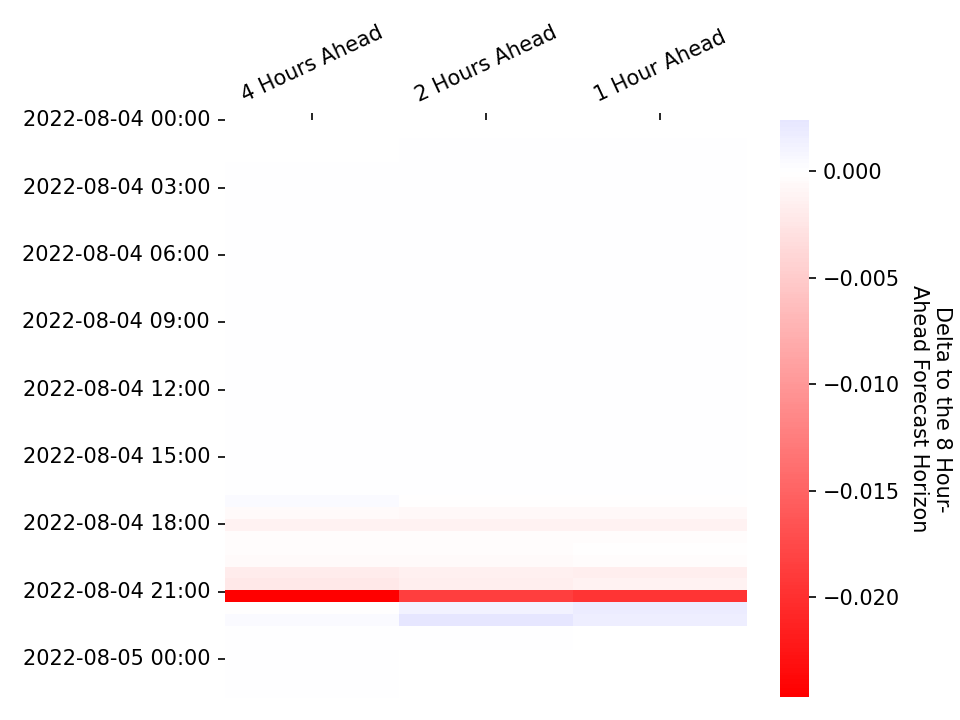 4 Hours Ahead
2 Hours Ahead
1 Hour Ahead
2022-08-04 00:00
2022-08-04 03:00
2022-08-04 06:00
2022-08-04 09:00
2022-08-04 12:00
2022-08-04 15:00
2022-08-04 18:00
2022-08-04 21:00
2022-08-05 00:00
0.000
−0.005
−0.010
−0.015
−0.020
Delta to the 8 Hour-
Ahead Forecast Horizon